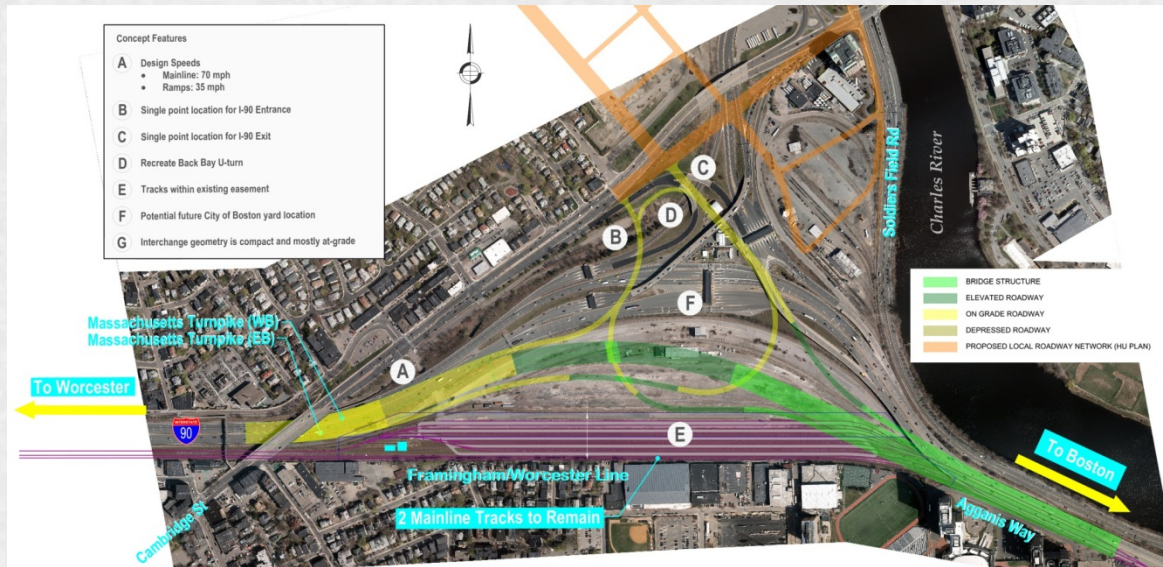 Concept Features
A Design Speeds
• Mainline: 70 mph
• Ramps: 35 mph
B Single point location for I-90 Entrance
C Single point location for I-90 Exit
D Recreate Back Bay U-turn
E Tracks within existing easement
F Potential future City of Boston yard location
G Interchange geometry is compact and mostly at-grade
C
D
B
F
A
E
Soldiers Field Rd
Charles River
BRIDGE STRUCTURE
ELEVATED ROADWAY
ON GRADE ROADWAY
DEPRESSED ROADWAY
PROPOSED LOCAL ROADWAY NETWORK (HU PLAN)
Massachusetts Turnpike (WB)
Massachusetts Turnpike (EB)
To Worcester
INTERSTATE
90
Framingham/Worcester Line
2 Mainline Tracks to Remain
Cambridge St
To Boston
Agganis Way